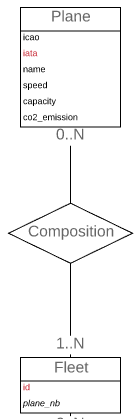 Plane
icao
iata
name
speed
capacity
co2_emission
0..N
Composition
1..N
Fleet
id
plane_nb